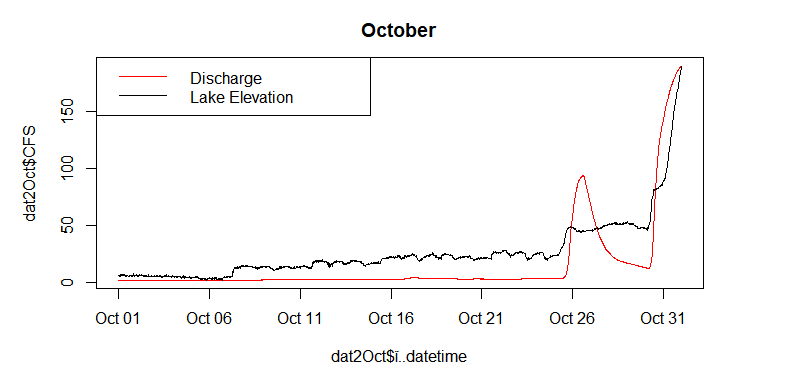 October
Discharge
Lake Elevation
dat2Oct$CFS
150
100
50
0
Oct 01 Oct 06 Oct 11 Oct 16 Oct 21 Oct 26 Oct 31
dat2Oct$ï..datetime